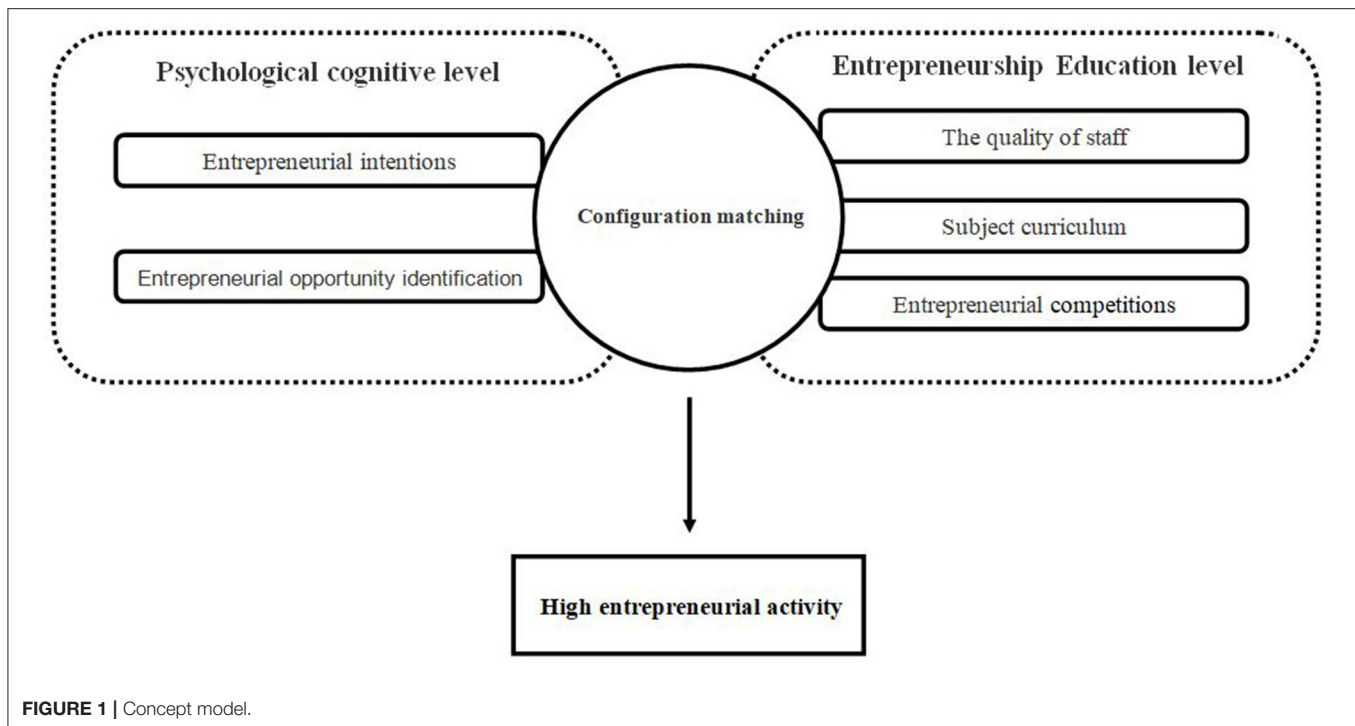 Psychological cognitive level
Entrepreneurial intentions
Entrepreneurial opportunity identification
Configuration matching
Entrepreneurship Education level
The quality of staff
Subject curriculum
Entrepreneurial competitions
High entrepreneurial activity
FIGURE 1 | Concept model.